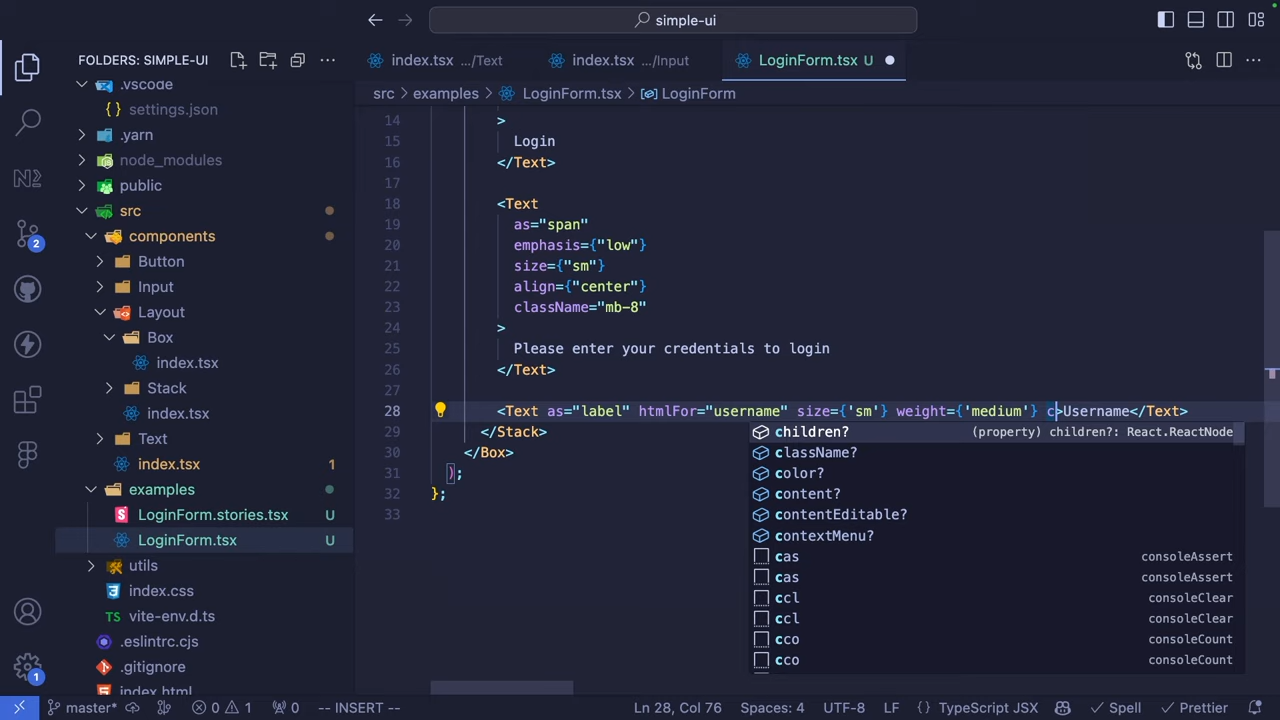 simple-ui
FOLDERS: SIMPLE-UI
index.tsx .../Text
index.tsx .../Input
LoginForm.tsx U
src > examples > LoginForm.tsx > LoginForm
.vscode
settings.json
.yarn
node_modules
public
src
components
Button
Input
Layout
Box
index.tsx
Stack
index.tsx
Text
index.tsx 1
examples
LoginForm.stories.tsx U
LoginForm.tsx U
utils
index.css
TS vite-env.d.ts
.eslintrc.cjs
.gitignore
index.html
2
1
14 >
15 Login
16 </Text>
17
18 <Text
19 as="span"
20 emphasis={"low"}
21 size={"sm"}
22 align={"center"}
23 className="mb-8"
24 >
25 Please enter your credentials to login
26 </Text>
27
28 <Text as="label" htmlFor="username" size={'sm'} weight={'medium'} c>Username</Text>
29 </Stack>
30 </Box>
31 );
32 };
33
children? (property) children?: React.ReactNode
className?
color?
content?
contentEditable?
contextMenu?
cas consoleAssert
cas consoleAssert
ccl consoleClear
ccl consoleClear
cco consoleCount
cco consoleCount
master* 0 1 0 -- INSERT -- Ln 28, Col 76 Spaces: 4 UTF-8 LF {} TypeScript JSX Spell Prettier